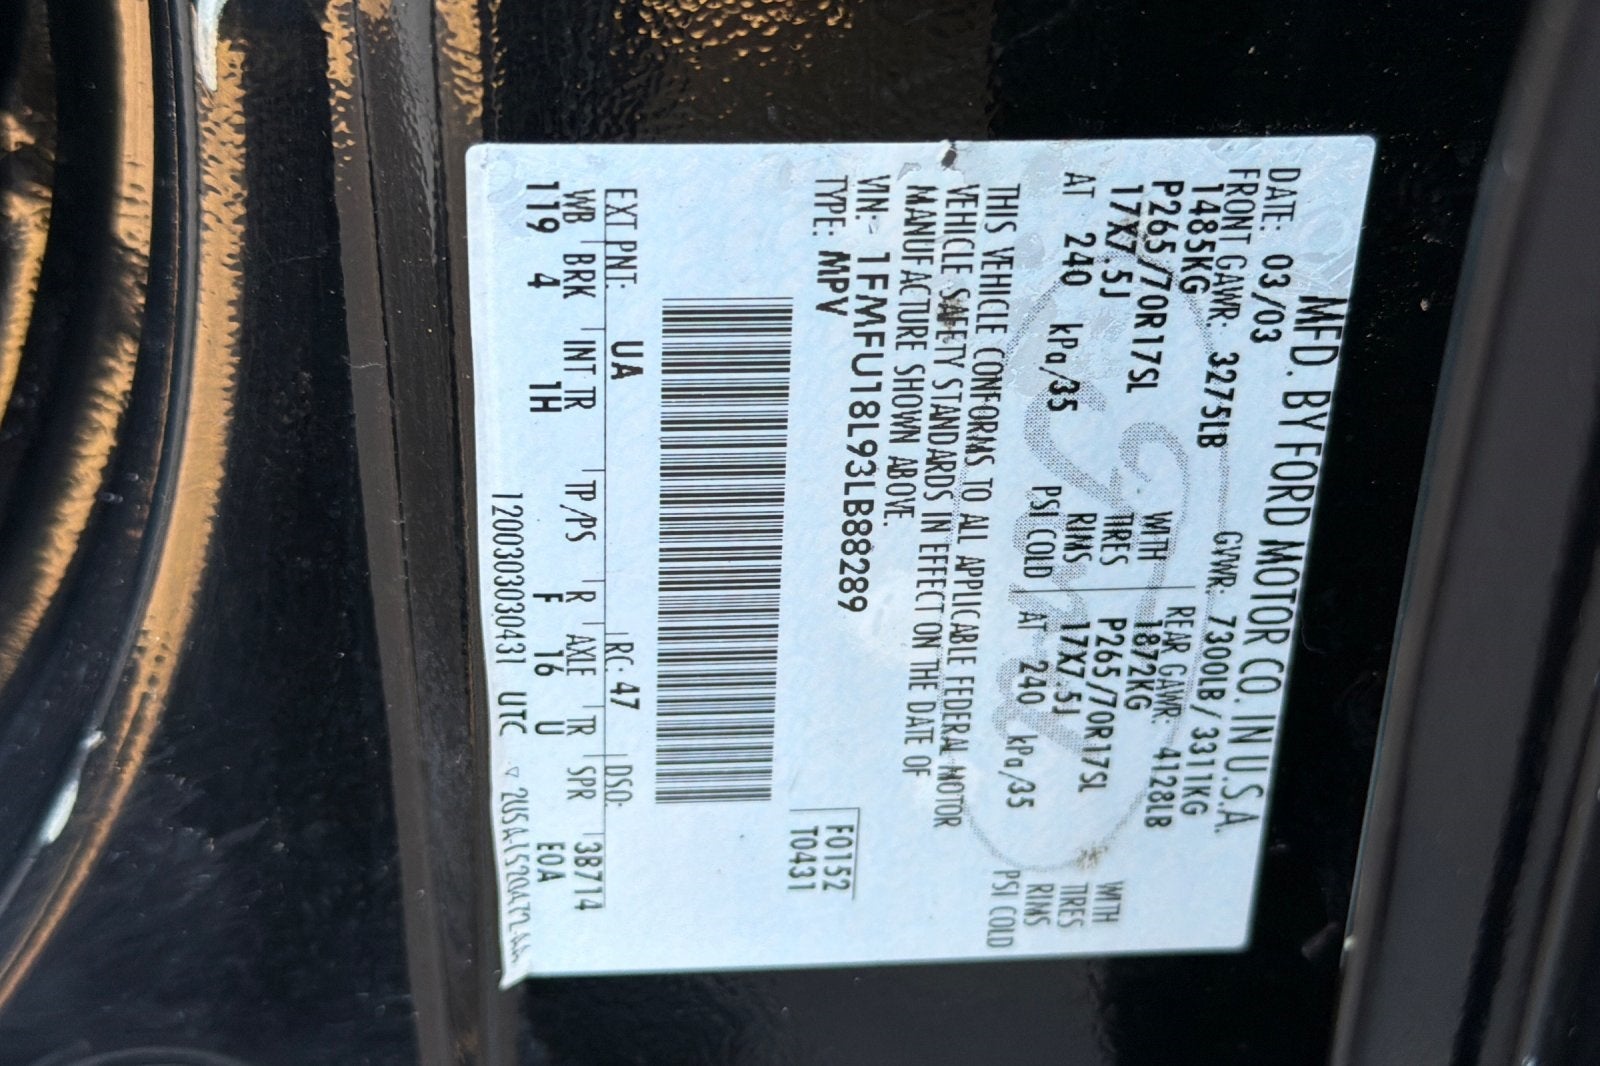 MFD. BY FORD MOTOR CO. IN U.S.A.
DATE: 03/03 GVWR: 7300LB/3311KG
FRONT GAWR: 3275LB REAR GAWR: 4128LB
1485KG WITH 1872KG WITH
P265/70R17SL TIRES P265/70R17SL TIRES
17X7.5J RIMS 17X7.5J RIMS
AT 240 kPa/35 PSI COLD AT 240 kPa/35 PSI COLD
THIS VEHICLE CONFORMS TO ALL APPLICABLE FEDERAL MOTOR
VEHICLE SAFETY STANDARDS IN EFFECT ON THE DATE OF
MANUFACTURE SHOWN ABOVE.
VIN: 1FMFU18L93LB88289
TYPE: MPV
F0152
T0431
EXT PNT: UA RC: 47 DSO:
WB BRK INT TR TP/PS R AXLE TR SPR 3B714
119 4 1H F 16 U E0A
12003030304 31 UTC